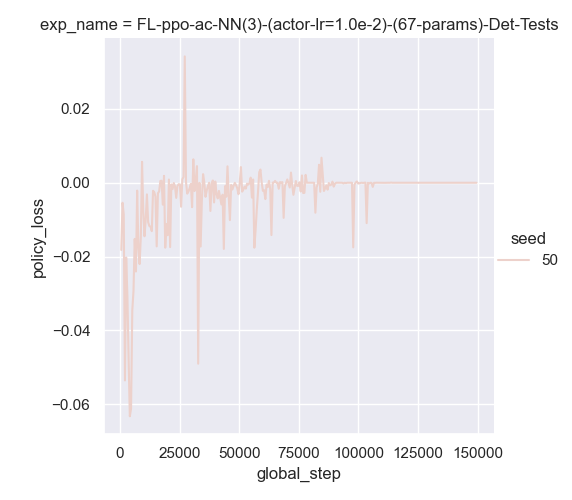 exp_name = FL-ppo-ac-NN(3)-(actor-lr=1.0e-2)-(67-params)-Det-Tests
policy_loss
0.02
0.00
−0.02
−0.04
−0.06
0 25000 50000 75000 100000 125000 150000
global_step
seed
50